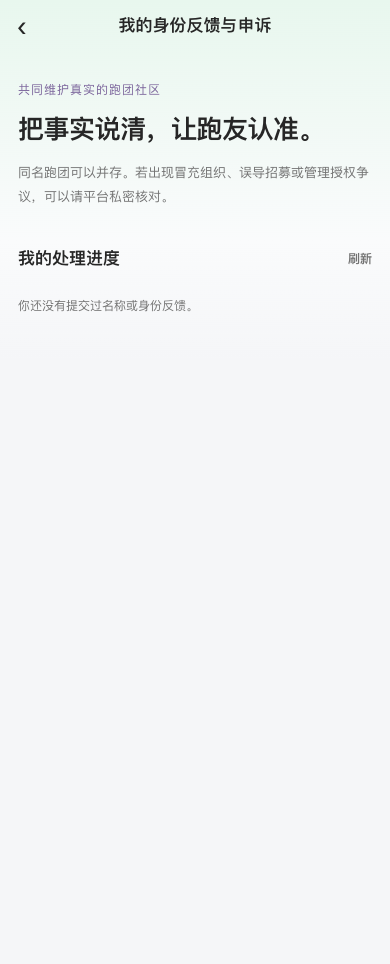 ‹ 我的身份反馈与申诉
共同维护真实的跑团社区
把事实说清，让跑友认准。
同名跑团可以并存。若出现冒充组织、误导招募或管理授权争
议，可以请平台私密核对。
我的处理进度 刷新
你还没有提交过名称或身份反馈。